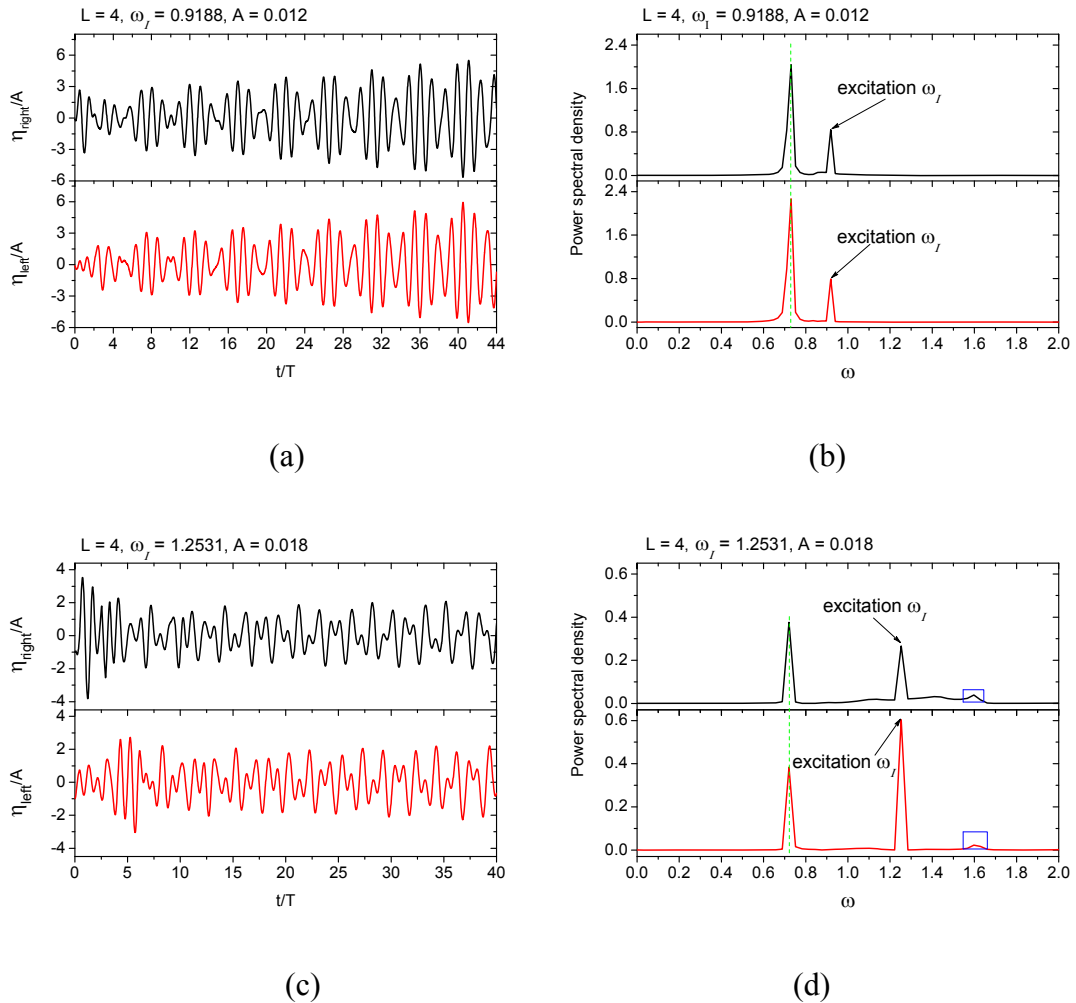 L = 4, ω_I = 0.9188, A = 0.012
η_right/A
6
3
0
-3
-6
η_left/A
6
3
0
-3
-6
0 4 8 12 16 20 24 28 32 36 40 44
t/T
(a)
L = 4, ω_I = 0.9188, A = 0.012
Power spectral density
2.4
1.6
0.8
0.0
excitation ω_I
2.4
1.6
0.8
0.0
excitation ω_I
0.0 0.2 0.4 0.6 0.8 1.0 1.2 1.4 1.6 1.8 2.0
ω
(b)
L = 4, ω_I = 1.2531, A = 0.018
η_right/A
4
2
0
-2
-4
η_left/A
4
2
0
-2
-4
0 5 10 15 20 25 30 35 40
t/T
(c)
L = 4, ω_I = 1.2531, A = 0.018
Power spectral density
0.6
0.4
0.2
0.0
excitation ω_I
0.6
0.4
0.2
0.0
excitation ω_I
0.0 0.2 0.4 0.6 0.8 1.0 1.2 1.4 1.6 1.8 2.0
ω
(d)